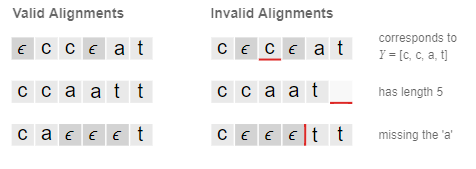 Valid Alignments Invalid Alignments
ϵ c c ϵ a t c ϵ c ϵ a t corresponds to
Y = [c, c, a, t]
c c a a t t c c a a t has length 5
c a ϵ ϵ ϵ t c ϵ ϵ ϵ t t missing the 'a'